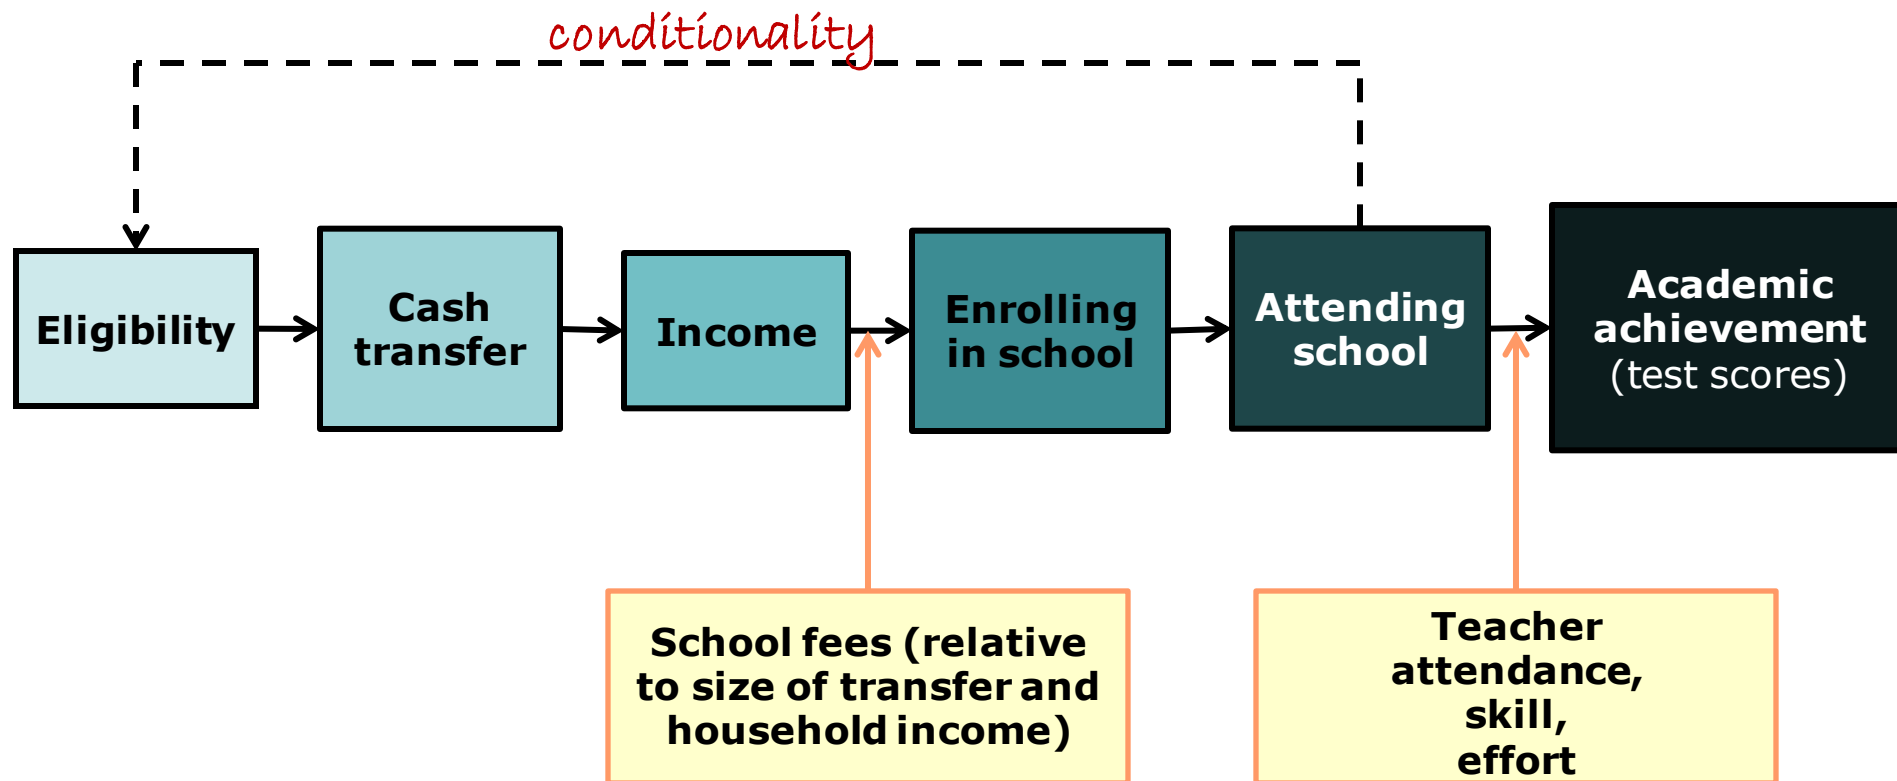 conditionality
Eligibility
Cash
transfer
Income
Enrolling
in school
Attending
school
Academic
achievement
(test scores)
School fees (relative
to size of transfer and
household income)
Teacher
attendance,
skill,
effort